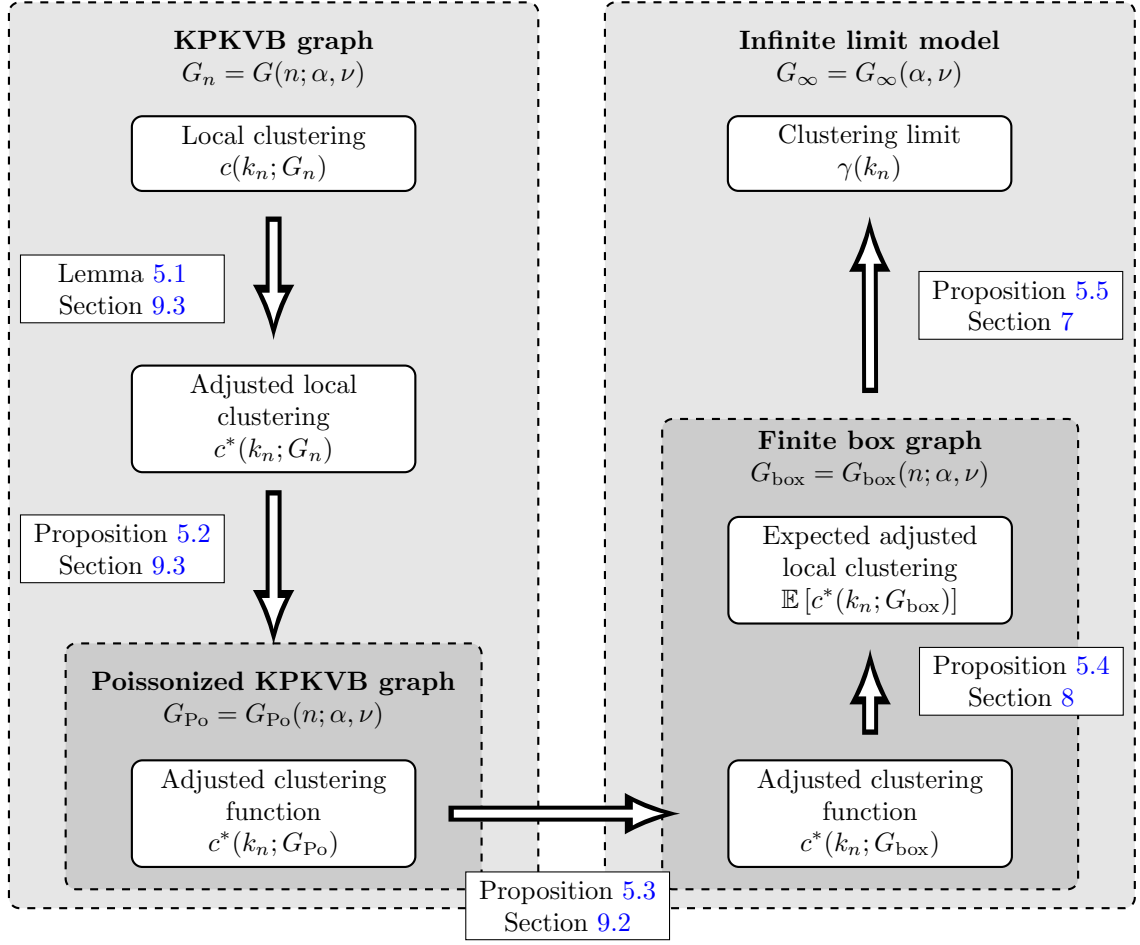 KPKVB graph
G_n = G(n; α, ν)
Local clustering
c(k_n; G_n)
Lemma 5.1
Section 9.3
Adjusted local
clustering
c*(k_n; G_n)
Proposition 5.2
Section 9.3
Poissonized KPKVB graph
G_Po = G_Po(n; α, ν)
Adjusted clustering
function
c*(k_n; G_Po)
Proposition 5.3
Section 9.2
Infinite limit model
G_∞ = G_∞(α, ν)
Clustering limit
γ(k_n)
Proposition 5.5
Section 7
Finite box graph
G_box = G_box(n; α, ν)
Expected adjusted
local clustering
𝔼 [c*(k_n; G_box)]
Proposition 5.4
Section 8
Adjusted clustering
function
c*(k_n; G_box)